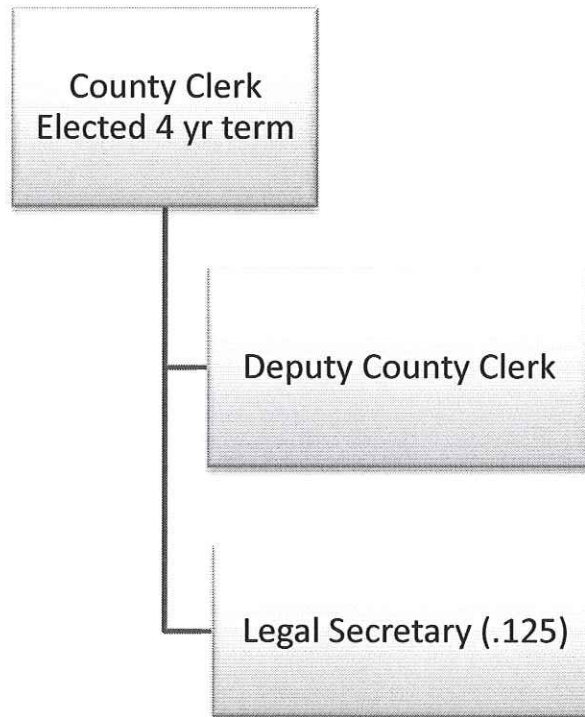 County Clerk
Elected 4 yr term
Deputy County Clerk
Legal Secretary (.125)